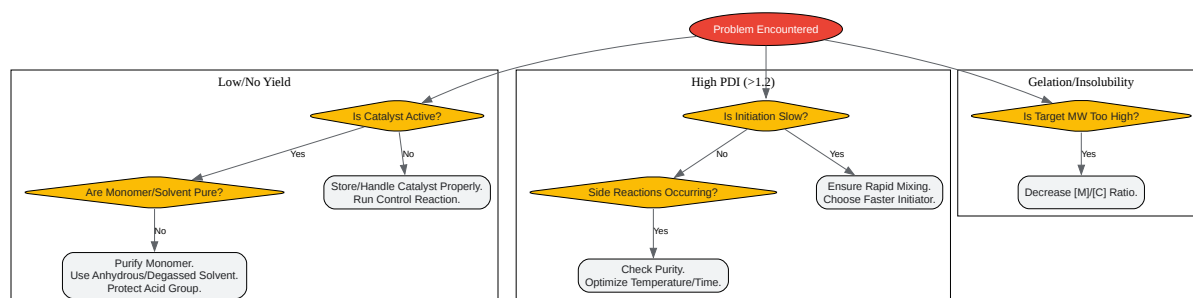 Problem Encountered
Low/No Yield
High PDI (>1.2)
Gelation/Insolubility
Is Catalyst Active?
Is Initiation Slow?
Is Target MW Too High?
Yes
No
No
Yes
Yes
Are Monomer/Solvent Pure?
Store/Handle Catalyst Properly.
Run Control Reaction.
Side Reactions Occurring?
Ensure Rapid Mixing.
Choose Faster Initiator.
Decrease [M]/[C] Ratio.
No
Yes
Purify Monomer.
Use Anhydrous/Degassed Solvent.
Protect Acid Group.
Check Purity.
Optimize Temperature/Time.